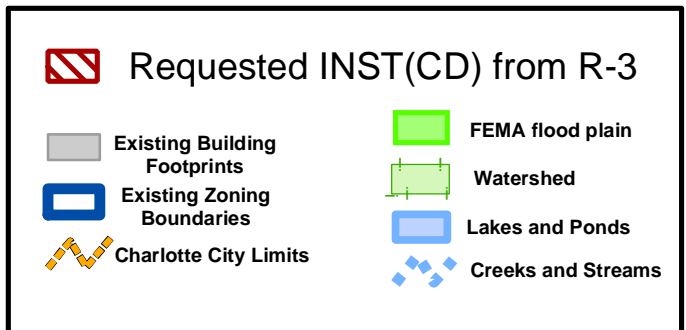 Requested INST(CD) from R-3
Existing Building
Footprints
Existing Zoning
Boundaries
Charlotte City Limits
FEMA flood plain
Watershed
Lakes and Ponds
Creeks and Streams